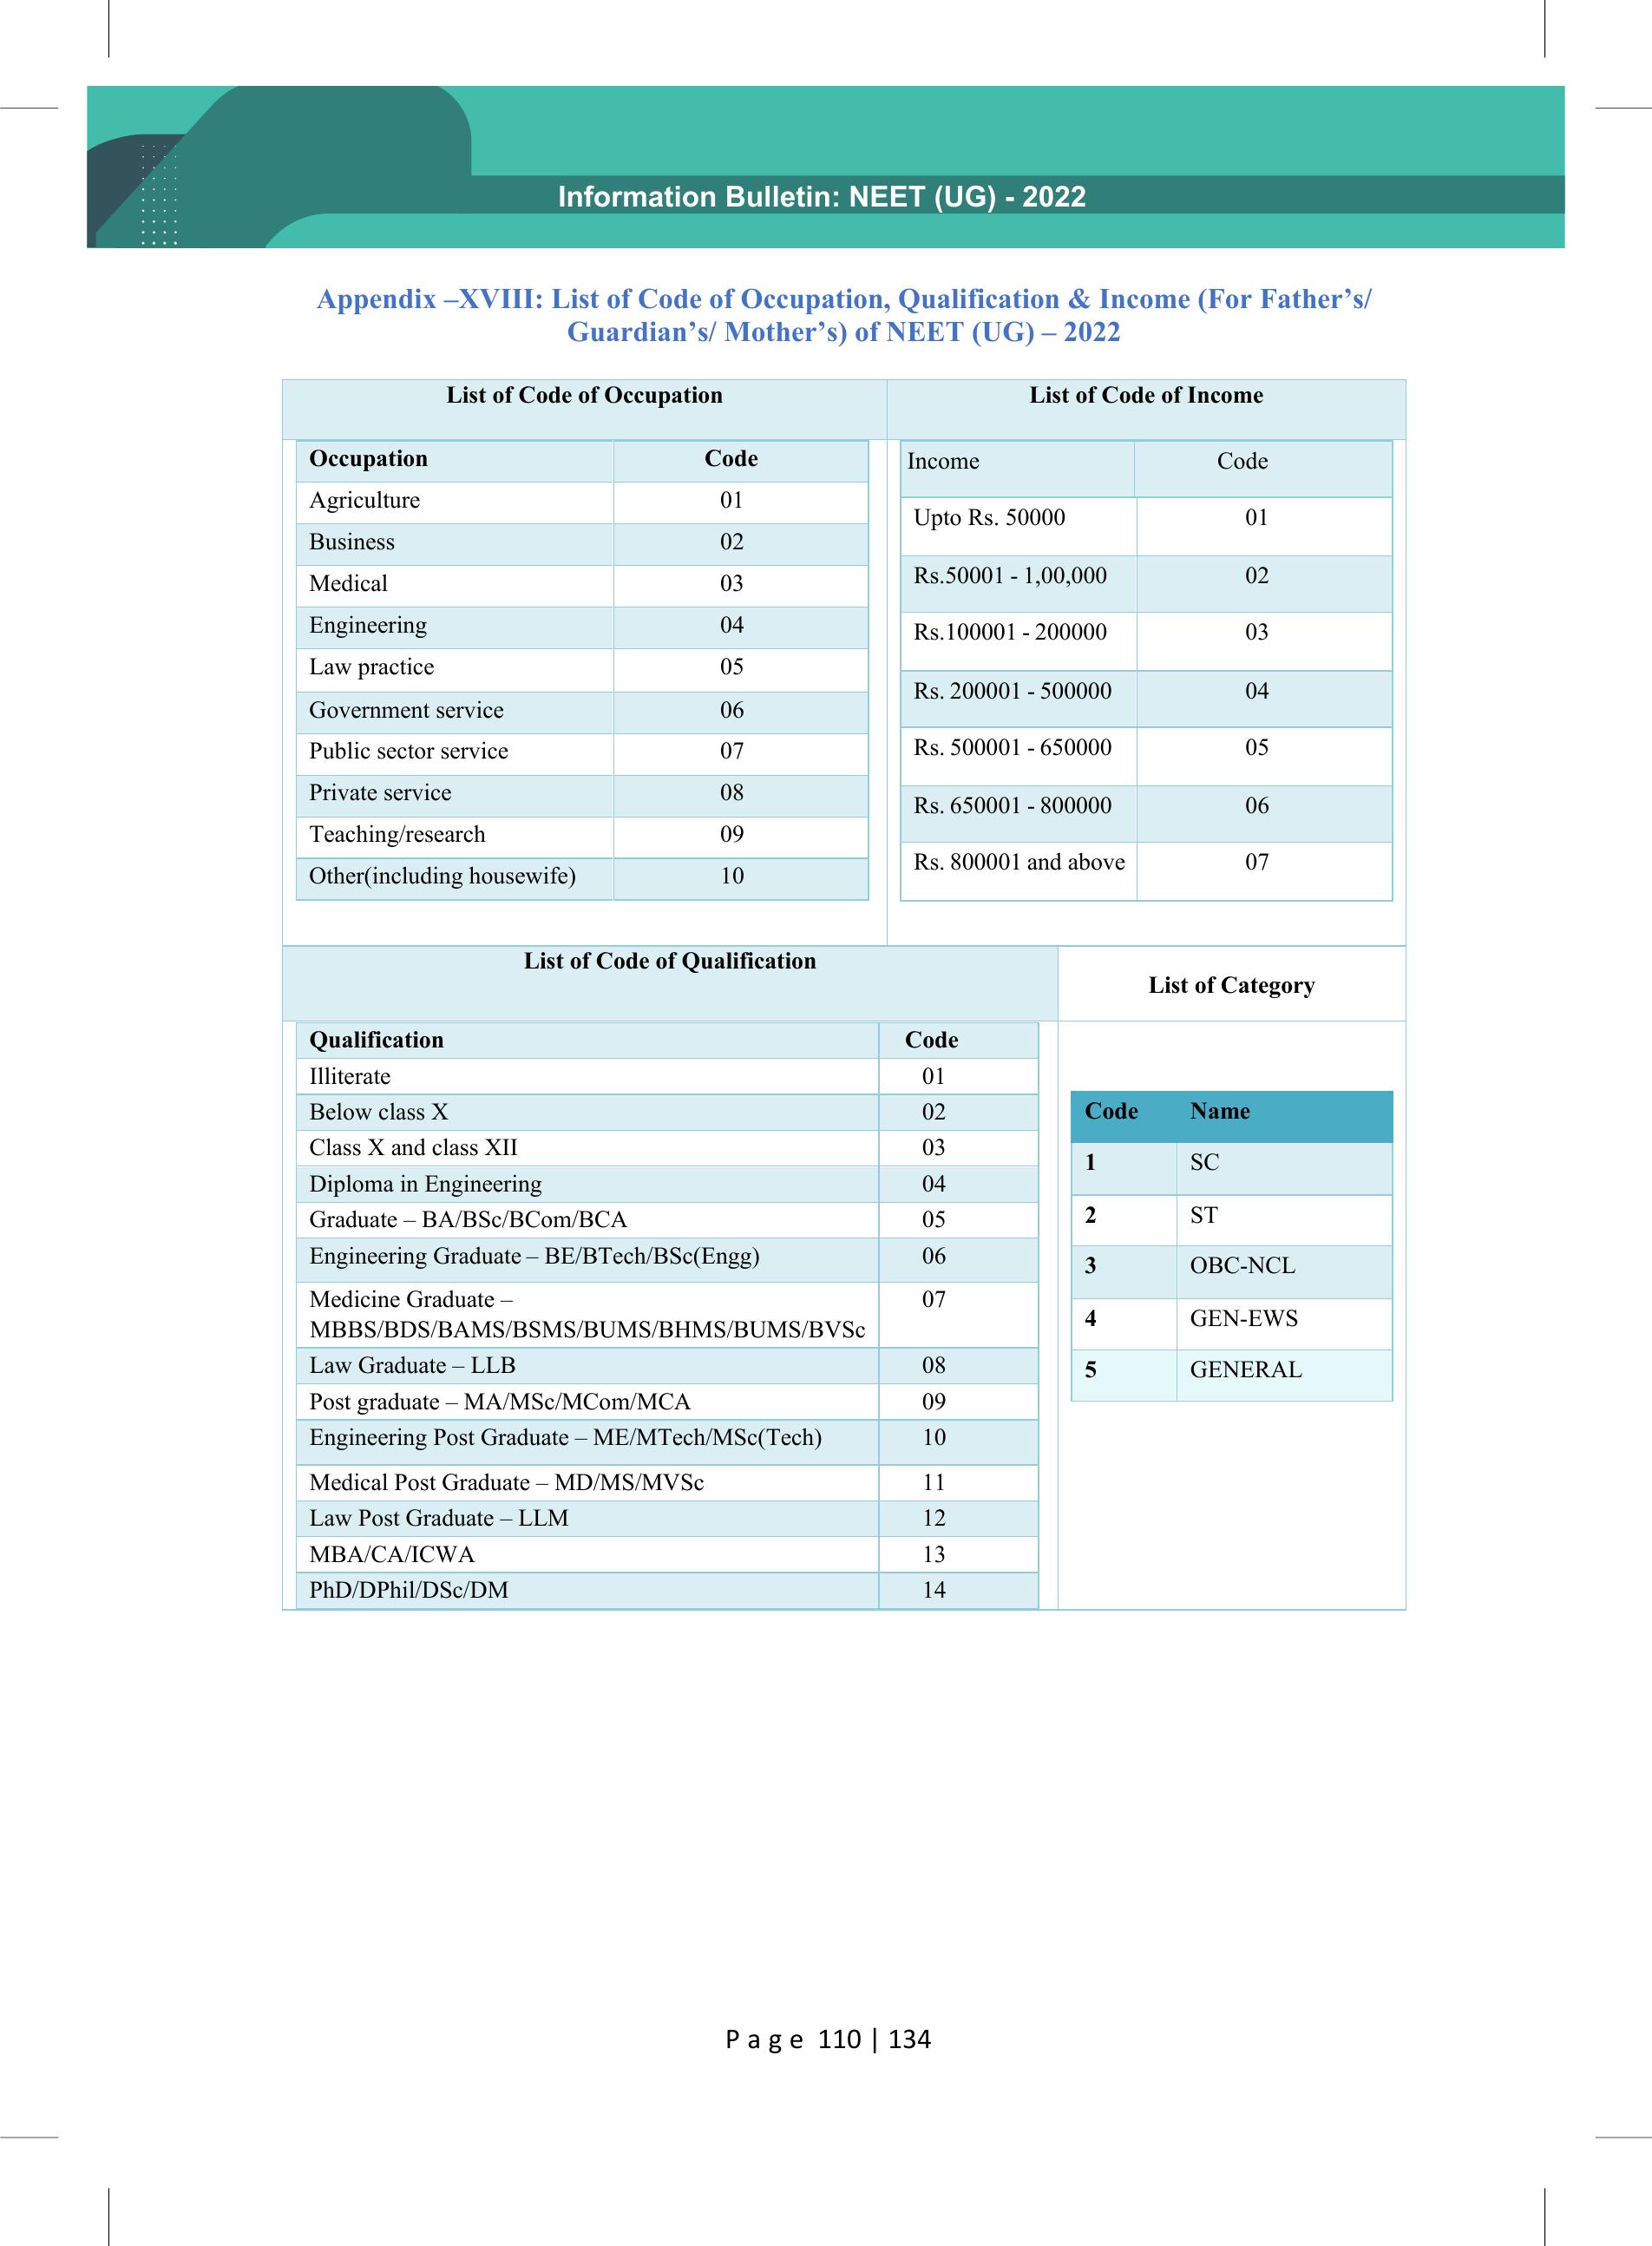 Information Bulletin: NEET (UG) - 2022
Appendix –XVIII: List of Code of Occupation, Qualification & Income (For Father’s/
Guardian’s/ Mother’s) of NEET (UG) – 2022
List of Code of Occupation
Occupation Code
Agriculture 01
Business 02
Medical 03
Engineering 04
Law practice 05
Government service 06
Public sector service 07
Private service 08
Teaching/research 09
Other(including housewife) 10
List of Code of Income
Income Code
Upto Rs. 50000 01
Rs.50001 - 1,00,000 02
Rs.100001 - 200000 03
Rs. 200001 - 500000 04
Rs. 500001 - 650000 05
Rs. 650001 - 800000 06
Rs. 800001 and above 07
List of Code of Qualification
Qualification Code
Illiterate 01
Below class X 02
Class X and class XII 03
Diploma in Engineering 04
Graduate – BA/BSc/BCom/BCA 05
Engineering Graduate – BE/BTech/BSc(Engg) 06
Medicine Graduate – 07
MBBS/BDS/BAMS/BSMS/BUMS/BHMS/BUMS/BVSc
Law Graduate – LLB 08
Post graduate – MA/MSc/MCom/MCA 09
Engineering Post Graduate – ME/MTech/MSc(Tech) 10
Medical Post Graduate – MD/MS/MVSc 11
Law Post Graduate – LLM 12
MBA/CA/ICWA 13
PhD/DPhil/DSc/DM 14
List of Category
Code Name
1 SC
2 ST
3 OBC-NCL
4 GEN-EWS
5 GENERAL
P a g e 110 | 134